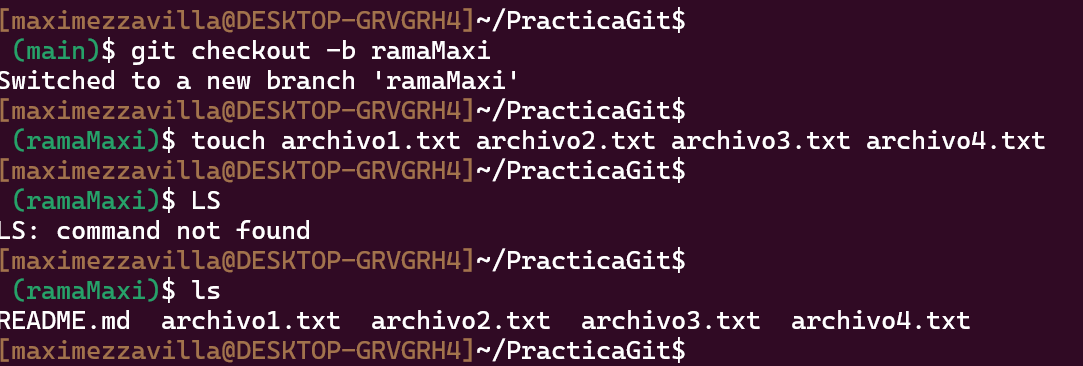 [maximezzavilla@DESKTOP-GRVGRH4]~/PracticaGit$
(main)$ git checkout -b ramaMaxi
Switched to a new branch 'ramaMaxi'
[maximezzavilla@DESKTOP-GRVGRH4]~/PracticaGit$
(ramaMaxi)$ touch archivo1.txt archivo2.txt archivo3.txt archivo4.txt
[maximezzavilla@DESKTOP-GRVGRH4]~/PracticaGit$
(ramaMaxi)$ LS
LS: command not found
[maximezzavilla@DESKTOP-GRVGRH4]~/PracticaGit$
(ramaMaxi)$ ls
README.md  archivo1.txt  archivo2.txt  archivo3.txt  archivo4.txt
[maximezzavilla@DESKTOP-GRVGRH4]~/PracticaGit$